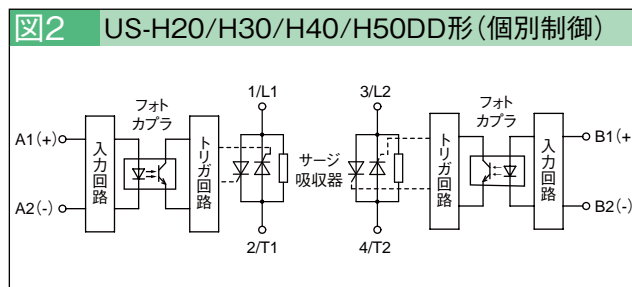 図2 US-H20/H30/H40/H50DD形(個別制御)
1/L1
3/L2
フォト
カプラ
フォト
カプラ
A1(+)
A2(-)
入力回路
トリガ回路
サージ
吸収器
トリガ回路
入力回路
B1(+
B2(-)
2/T1
4/T2